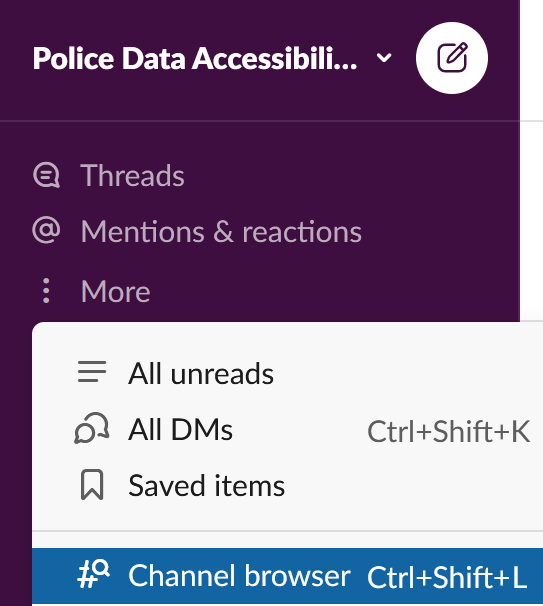 Police Data Accessibili...
Threads
Mentions & reactions
More
All unreads
All DMs Ctrl+Shift+K
Saved items
Channel browser Ctrl+Shift+L